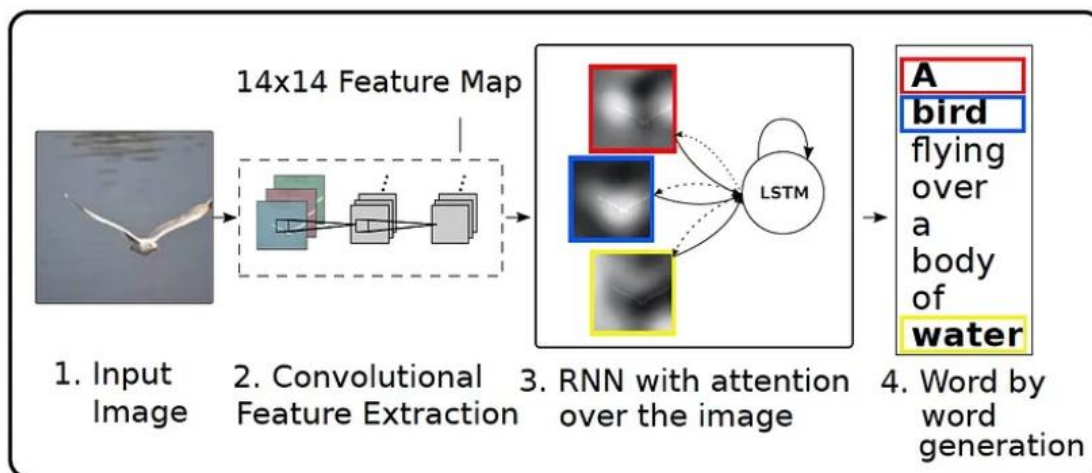 14x14 Feature Map
LSTM
A
bird
flying
over
a
body
of
water
1. Input
Image
2. Convolutional
Feature Extraction
3. RNN with attention
over the image
4. Word by
word
generation